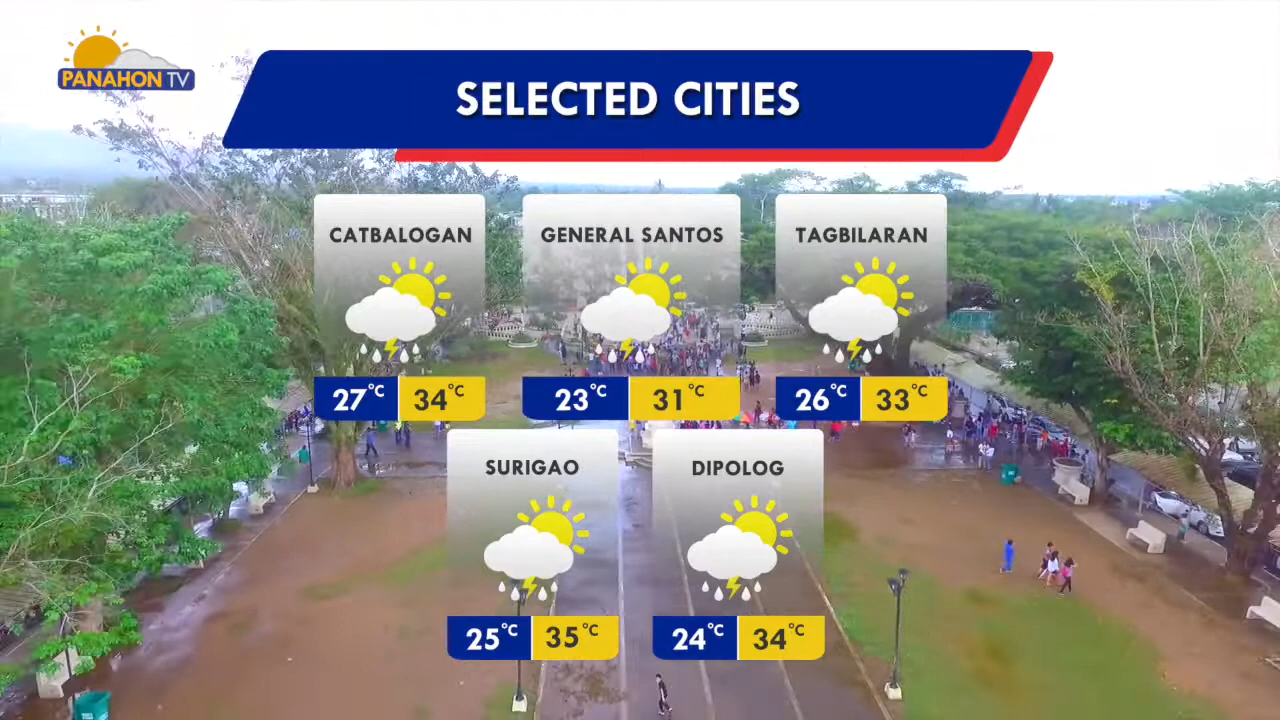 PANAHON TV
SELECTED CITIES
CATBALOGAN
27°C 34°C
GENERAL SANTOS
23°C 31°C
TAGBILARAN
26°C 33°C
SURIGAO
25°C 35°C
DIPOLOG
24°C 34°C